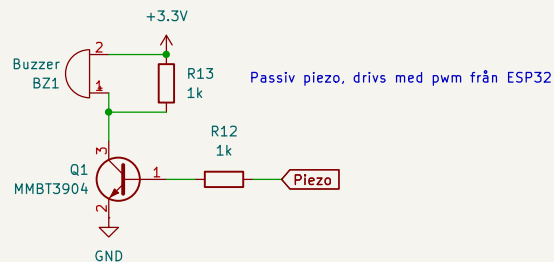 +3.3V
2
Buzzer
BZ1
1
R13
1k
Passiv piezo, drivs med pwm från ESP32
R12
1k
3
Q1
MMBT3904
1
Piezo
2
GND